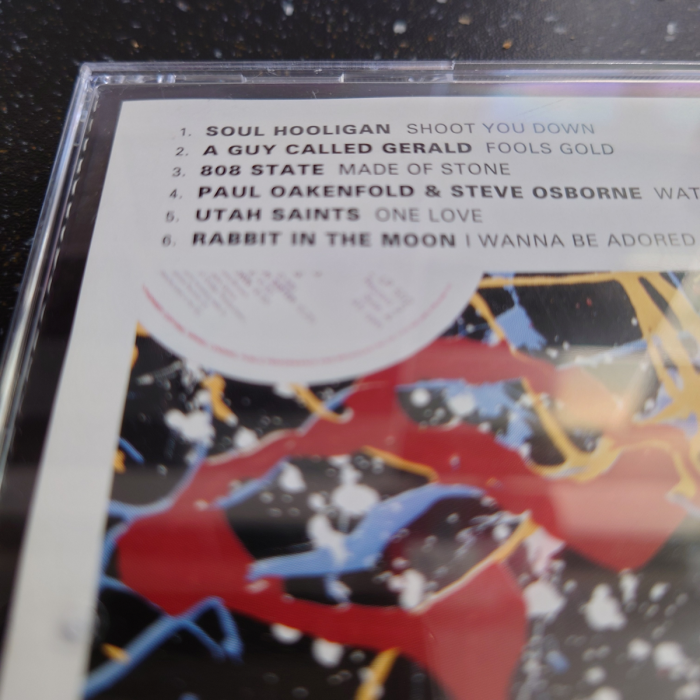 1. SOUL HOOLIGAN SHOOT YOU DOWN
2. A GUY CALLED GERALD FOOLS GOLD
3. 808 STATE MADE OF STONE
4. PAUL OAKENFOLD & STEVE OSBORNE WAT
5. UTAH SAINTS ONE LOVE
6. RABBIT IN THE MOON I WANNA BE ADORED